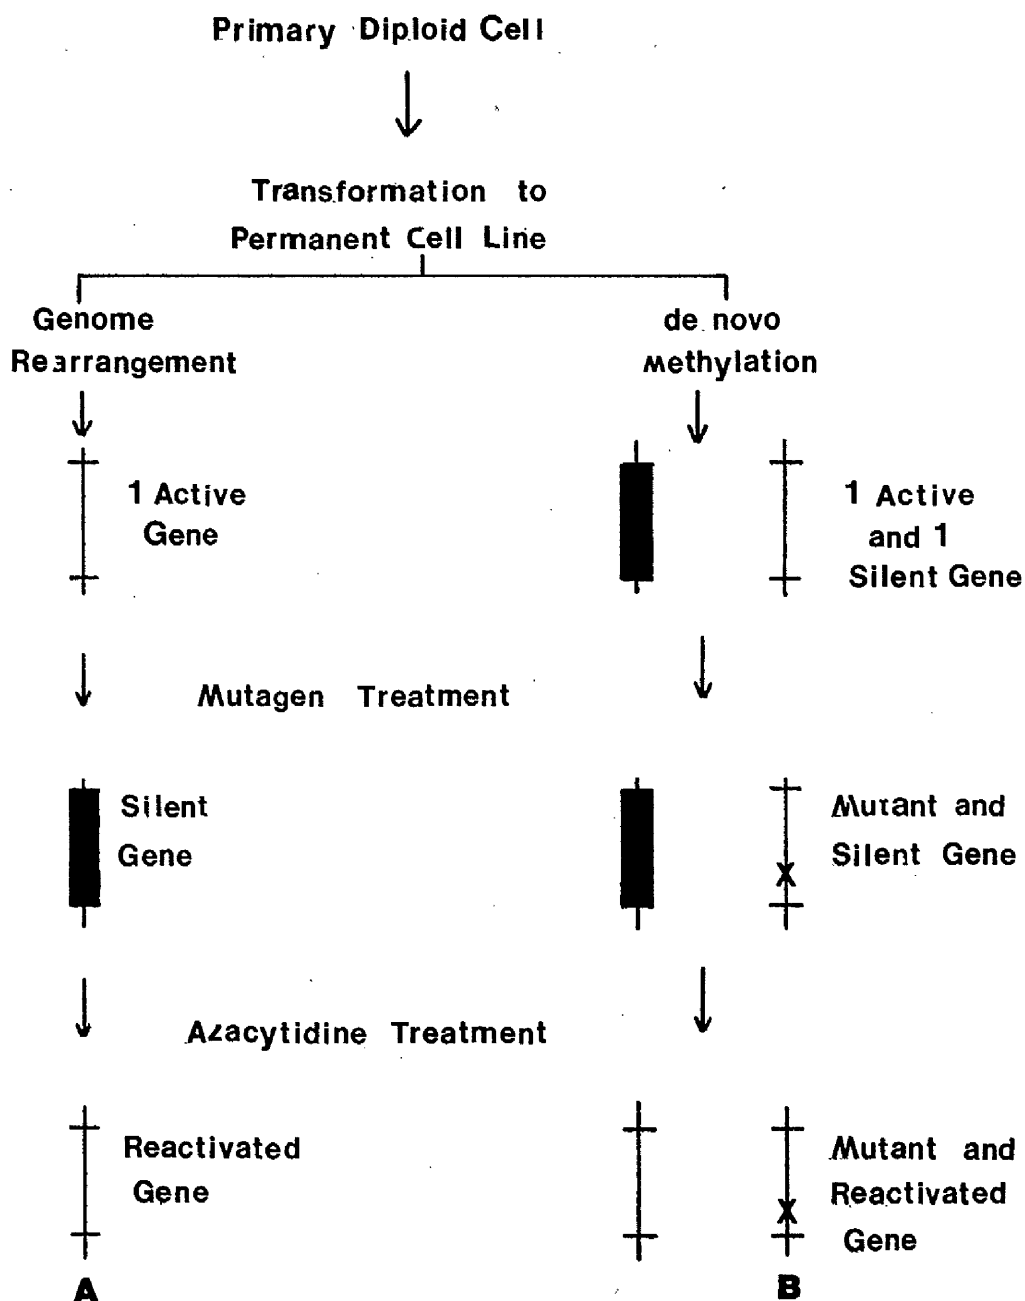 Primary Diploid Cell
Transformation to
Permanent Cell Line
Genome
Rearrangement
de novo
Methylation
1 Active
Gene
1 Active
and 1
Silent Gene
Mutagen Treatment
Silent
Gene
Mutant and
Silent Gene
X
Azacytidine Treatment
Reactivated
Gene
Mutant and
Reactivated
Gene
X
A
B